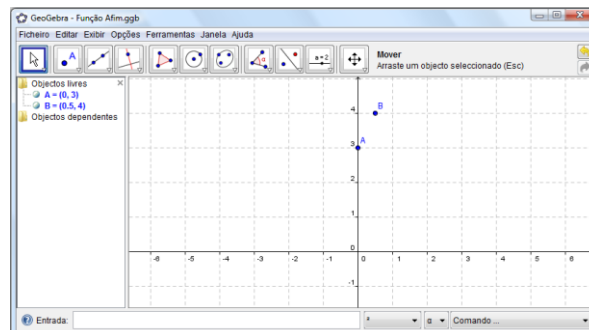 GeoGebra - Função Afim.ggb
Ficheiro Editar Exibir Opções Ferramentas Janela Ajuda
A
α
a=2
Mover
Arraste um objecto seleccionado (Esc)
Objectos livres
A = (0, 3)
B = (0.5, 4)
Objectos dependentes
4
B
3
A
2
1
0
-6 -5 -4 -3 -2 -1 0 1 2 3 4 5 6
-1
Entrada:
² α Comando ...